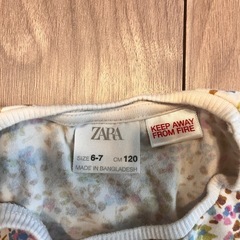 ZARA
SIZE 6-7 CM 120
MADE IN BANGLADESH
KEEP AWAY
FROM FIRE